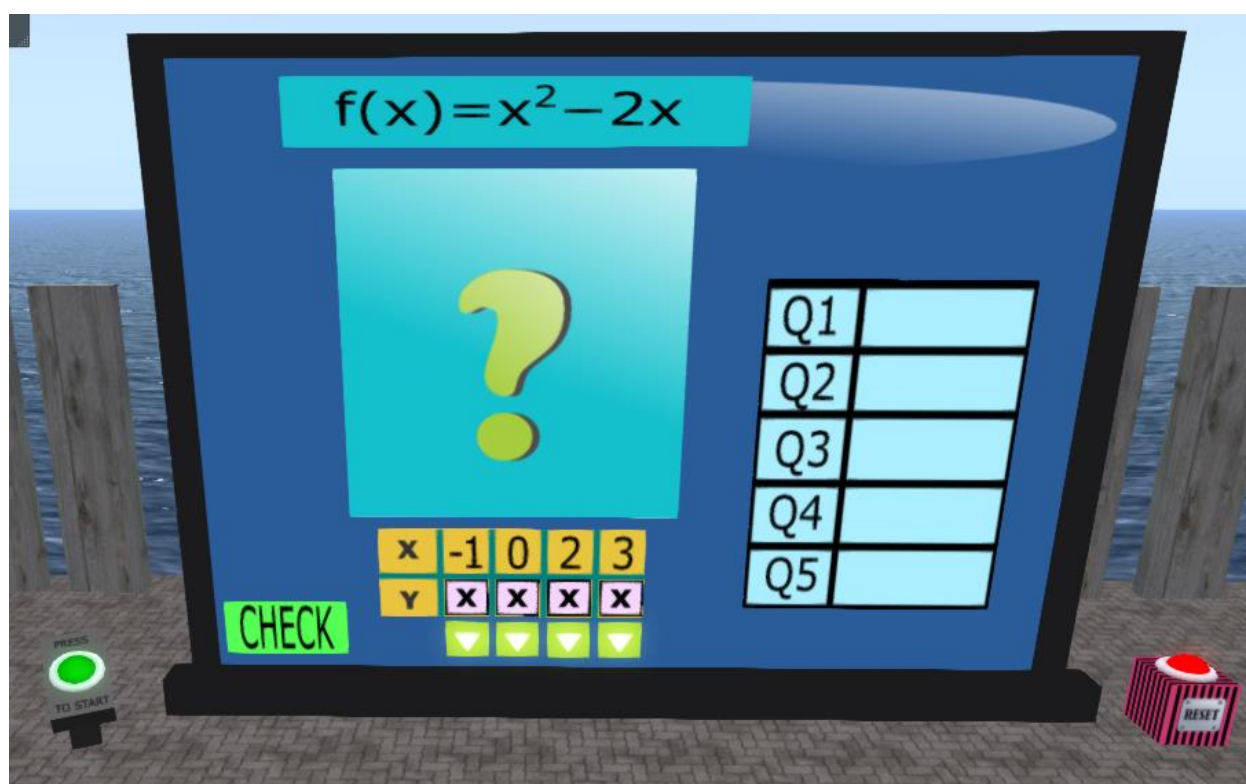 f(x)=x²−2x
?
Q1
Q2
Q3
Q4
Q5
X -1 0 2 3
Y X X X X
CHECK
PRESS
TO START
RESET